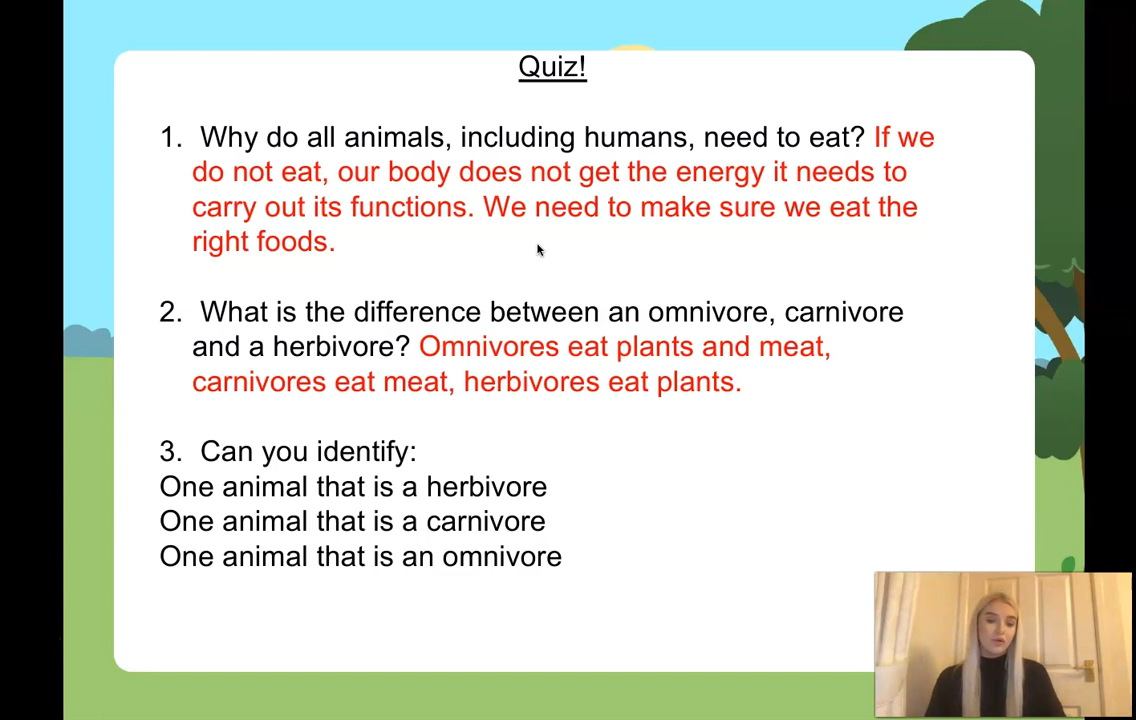 Quiz!
1. Why do all animals, including humans, need to eat? If we
do not eat, our body does not get the energy it needs to
carry out its functions. We need to make sure we eat the
right foods.
2. What is the difference between an omnivore, carnivore
and a herbivore? Omnivores eat plants and meat,
carnivores eat meat, herbivores eat plants.
3. Can you identify:
One animal that is a herbivore
One animal that is a carnivore
One animal that is an omnivore